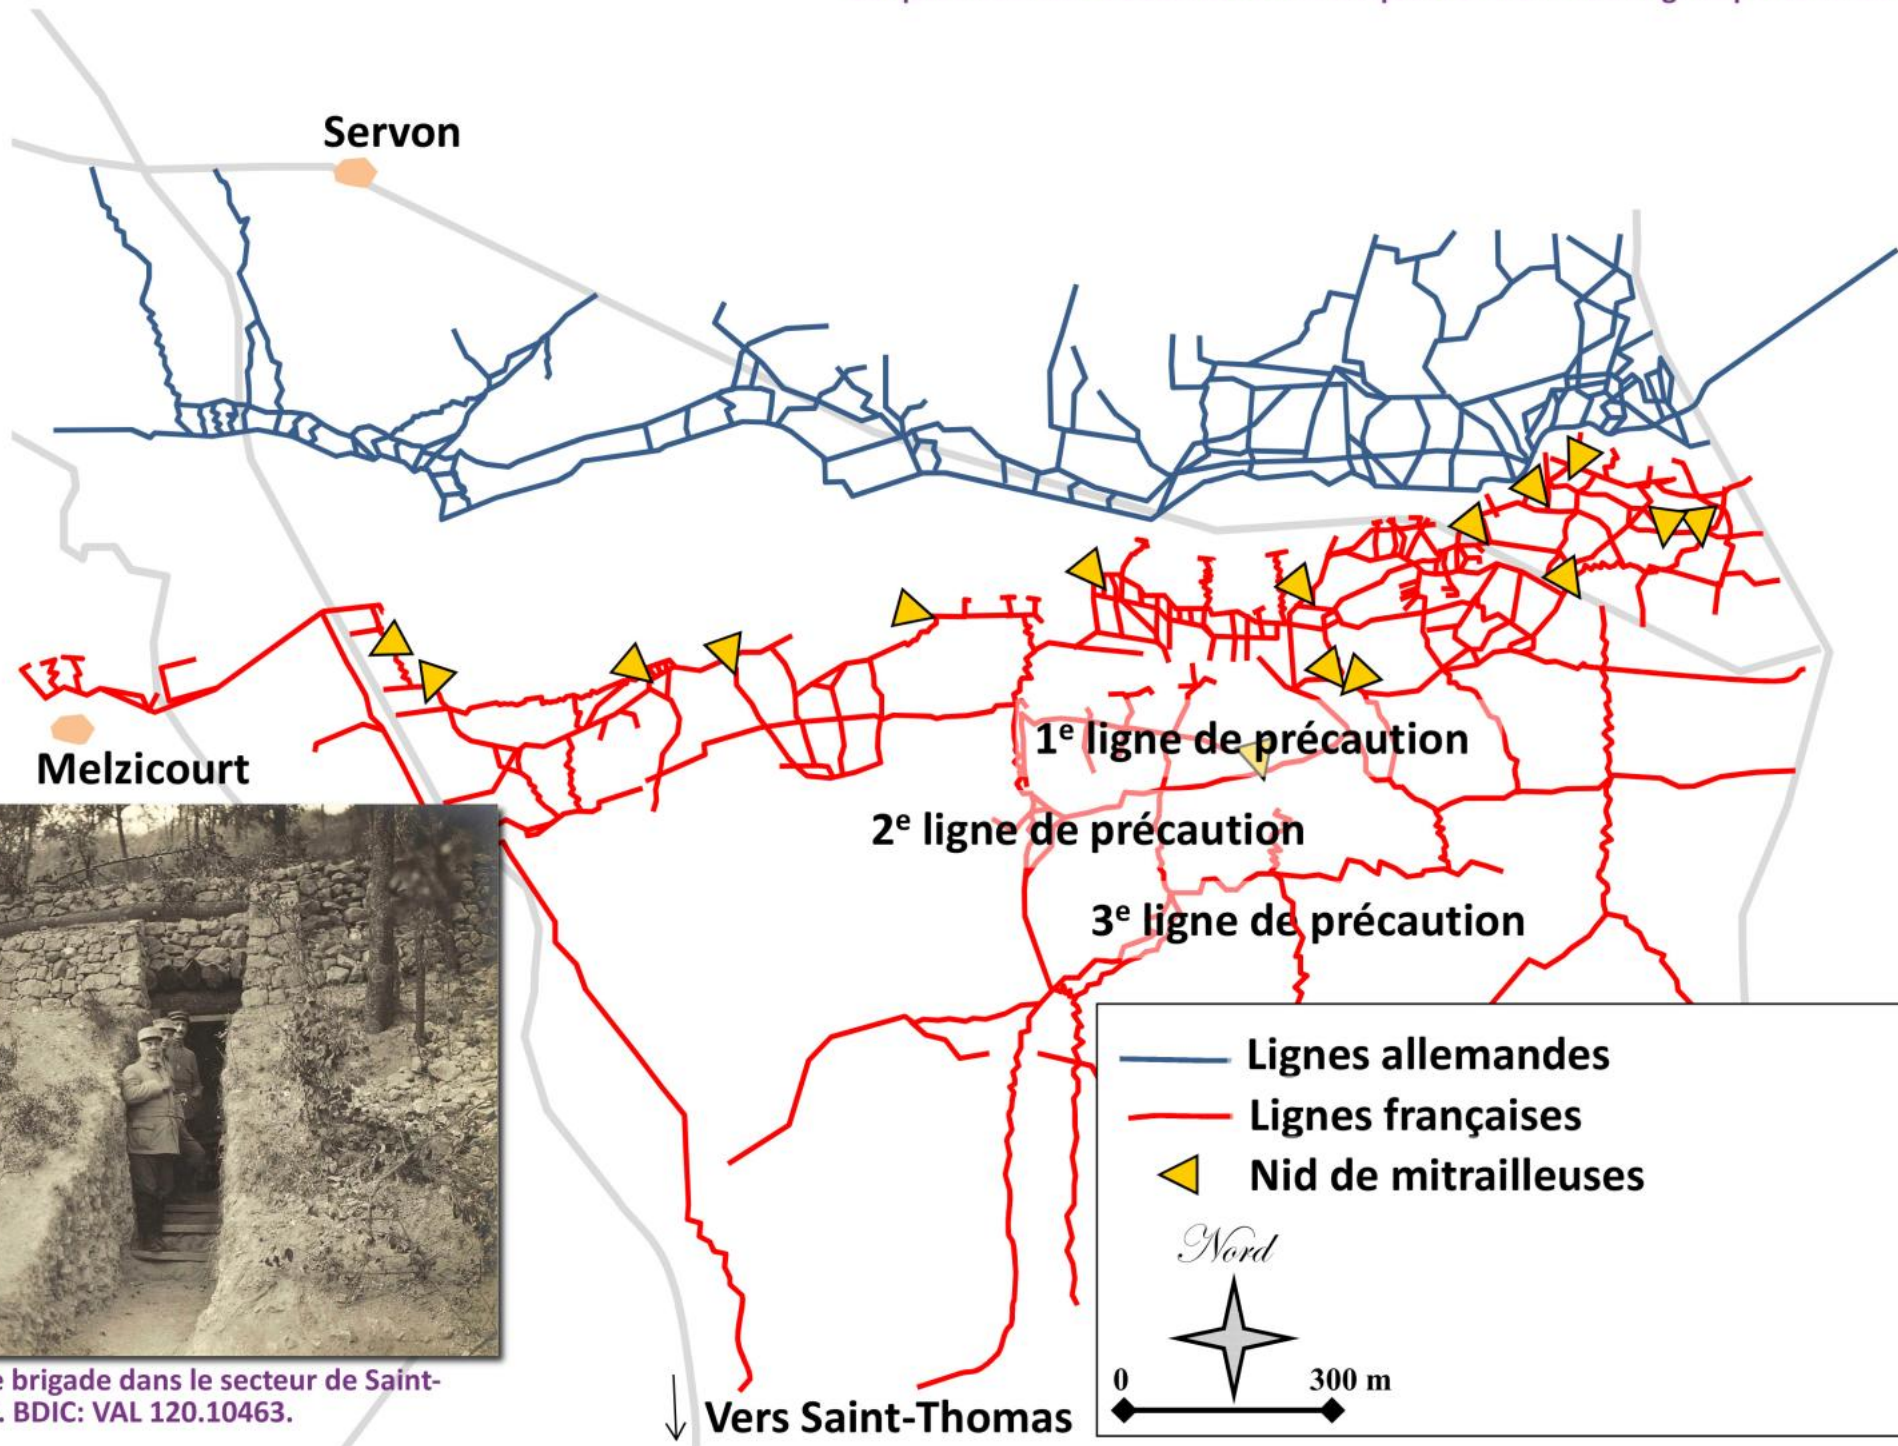 Servon
Melzicourt
1e ligne de précaution
2e ligne de précaution
3e ligne de précaution
Lignes allemandes
Lignes françaises
Nid de mitrailleuses
Nord
0 300 m
brigade dans le secteur de Saint-
. BDIC: VAL 120.10463.
Vers Saint-Thomas